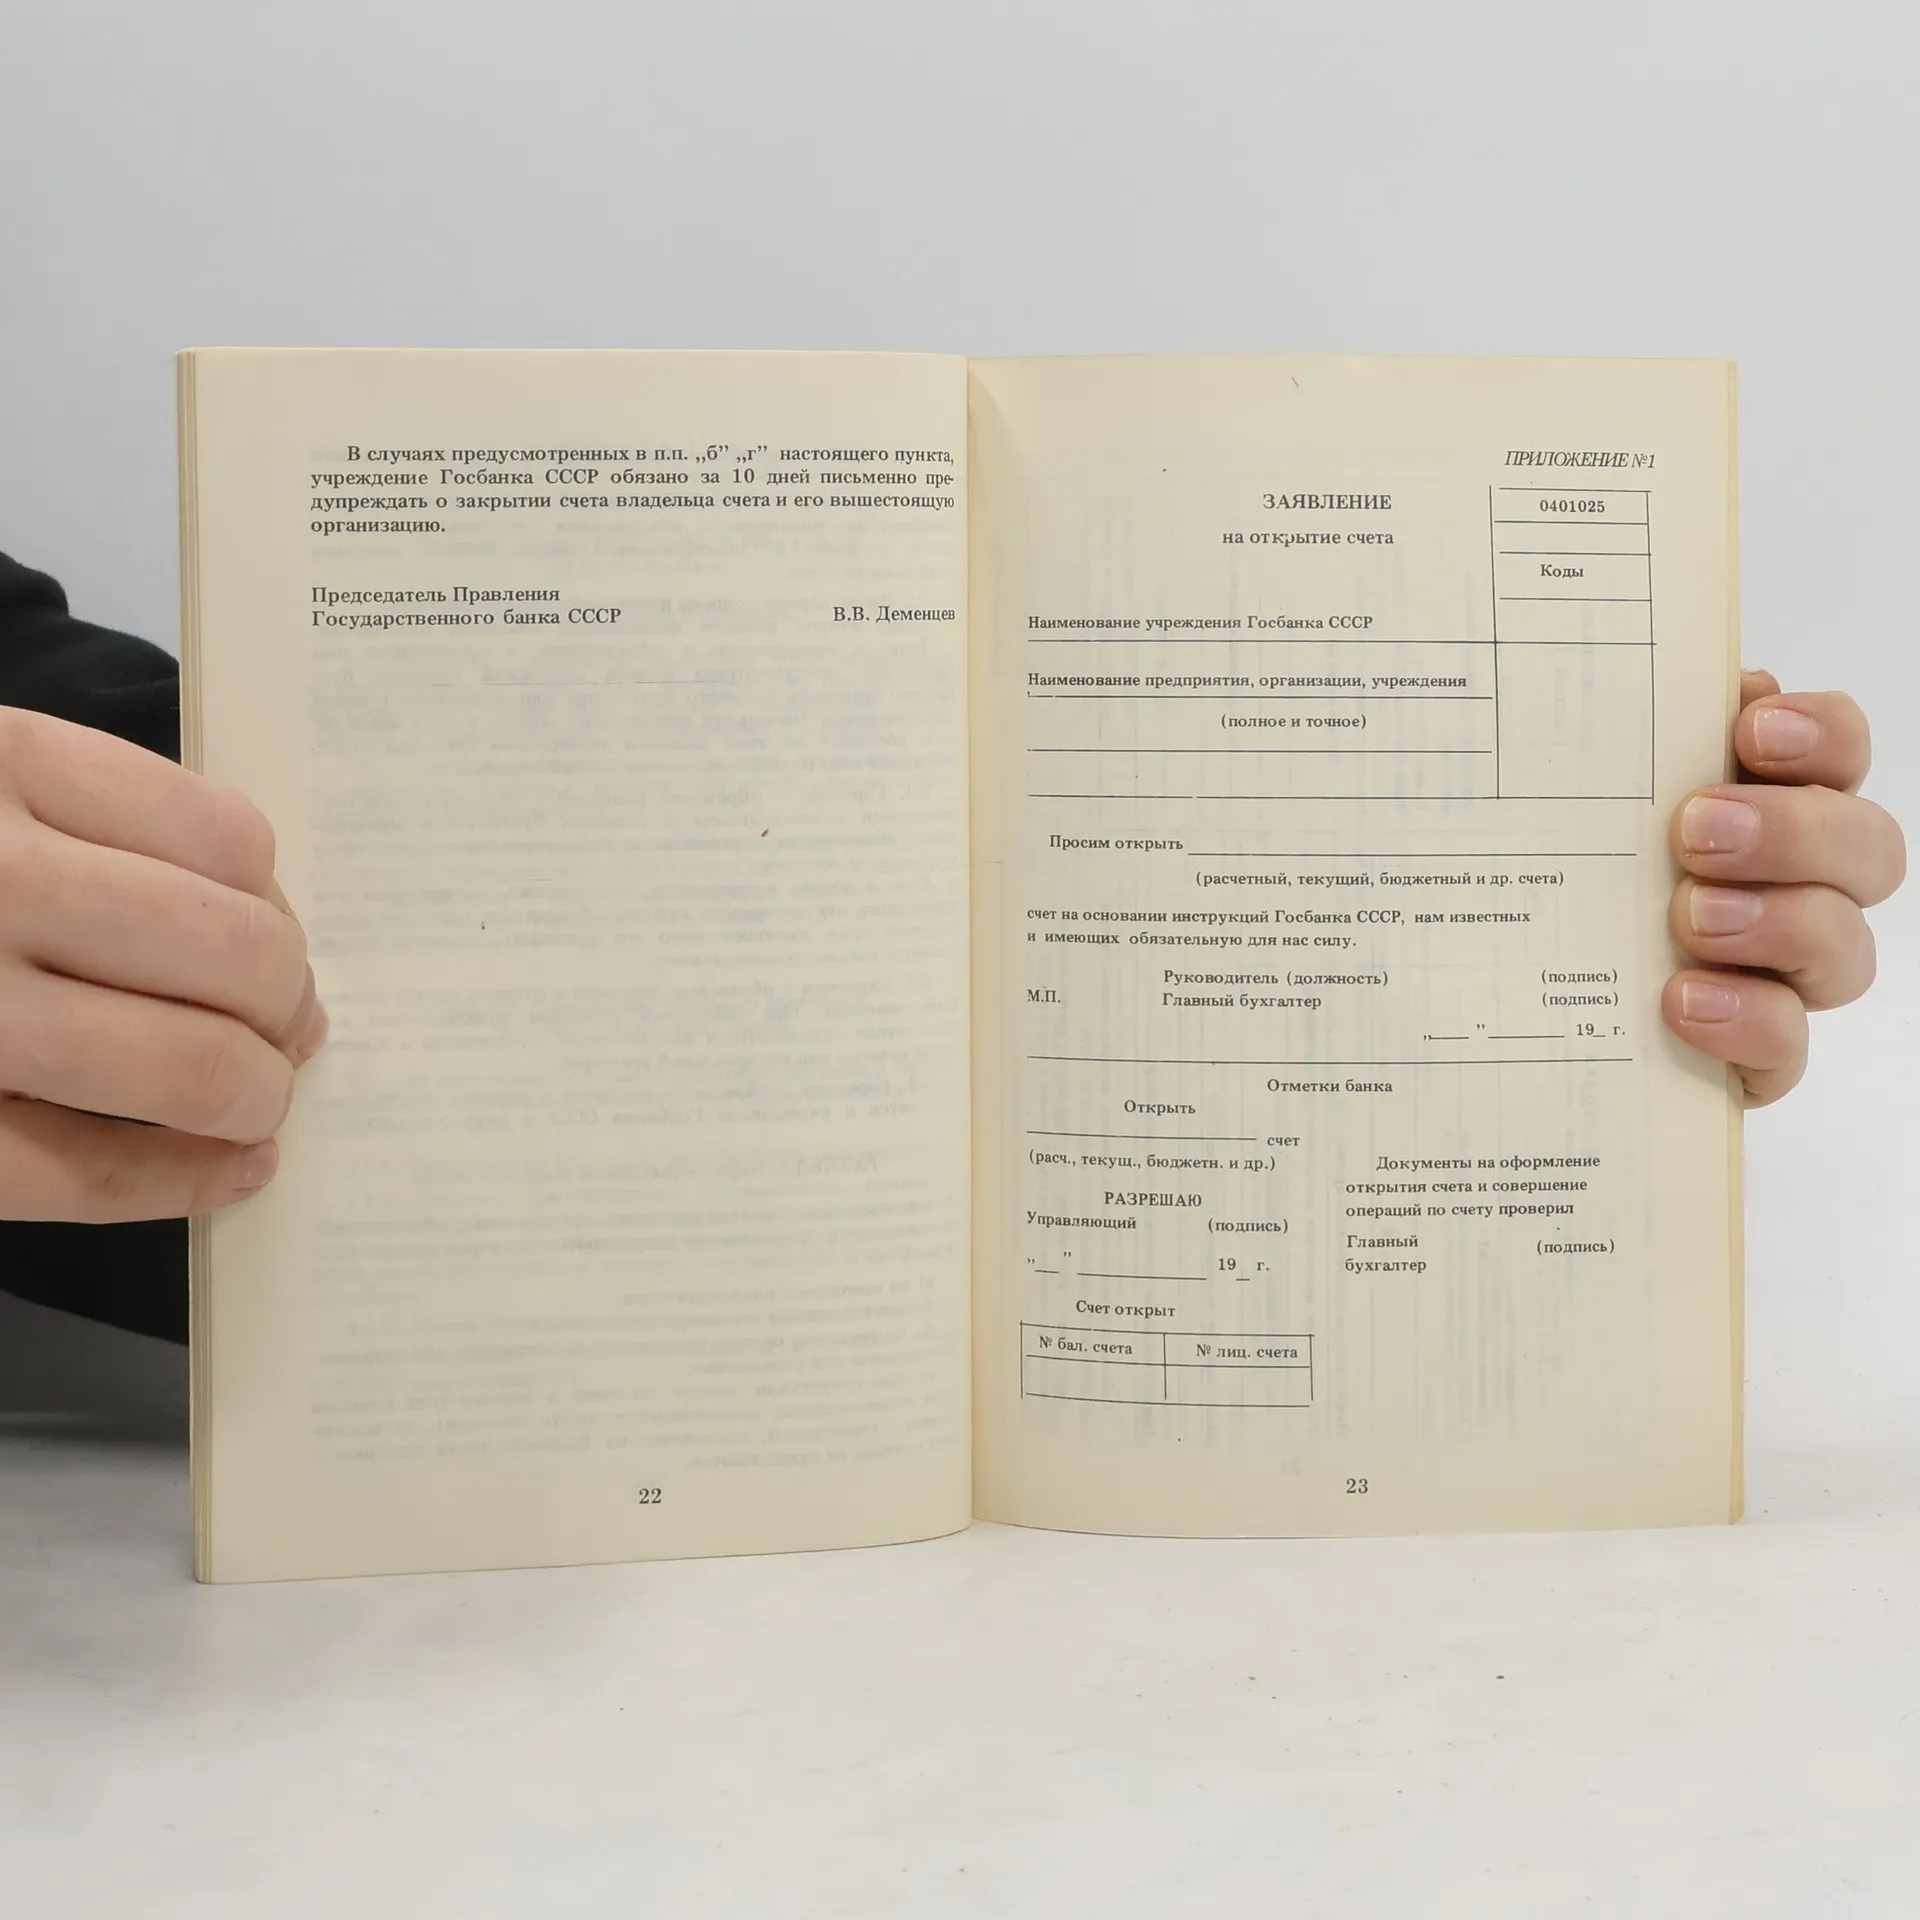 В случаях предусмотренных в п.п. „б” „г” настоящего пункта,
учреждение Госбанка СССР обязано за 10 дней письменно пре-
дупреждать о закрытии счета владельца счета и его вышестоящую
организацию.
Председатель Правления
Государственного банка СССР В.В. Деменцев
22
ПРИЛОЖЕНИЕ №1
ЗАЯВЛЕНИЕ
на открытие счета
0401025
Коды
Наименование учреждения Госбанка СССР
Наименование предприятия, организации, учреждения
(полное и точное)
Просим открыть
(расчетный, текущий, бюджетный и др. счета)
счет на основании инструкций Госбанка СССР, нам известных
и имеющих обязательную для нас силу.
Руководитель (должность) (подпись)
М.П. Главный бухгалтер (подпись)
„___ ” ________ 19_ г.
Отметки банка
Открыть
счет
(расч., текущ., бюджетн. и др.)
РАЗРЕШАЮ
Управляющий (подпись)
”__ ” ________ 19_ г.
Документы на оформление
открытия счета и совершение
операций по счету проверил
Главный (подпись)
бухгалтер
Счет открыт
№ бал. счета № лиц. счета
23